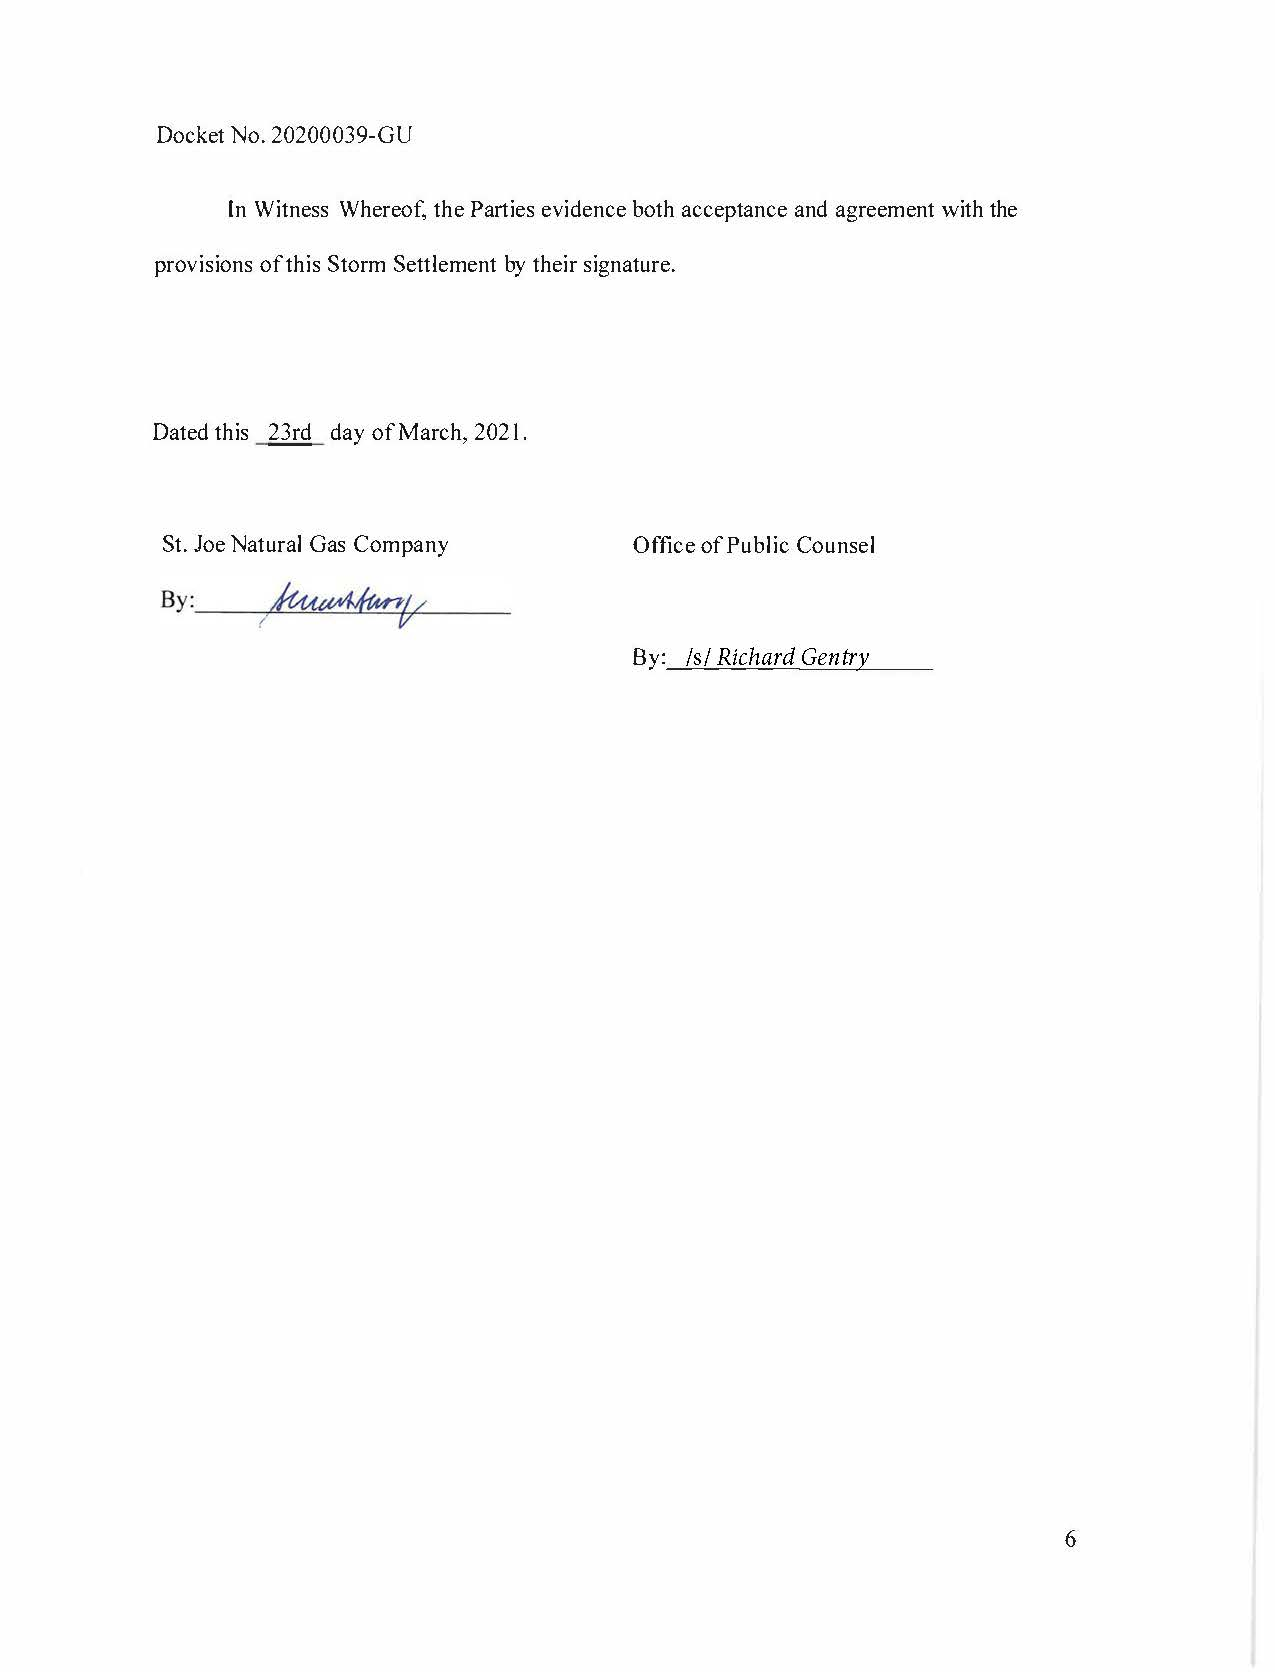 Docket No. 20200039-GU
In Witness Whereof, the Parties evidence both acceptance and agreement with the
provisions of this Storm Settlement by their signature.
Dated this 23rd day of March, 2021.
St. Joe Natural Gas Company
Office of Public Counsel
By:
By: /s/ Richard Gentry
6